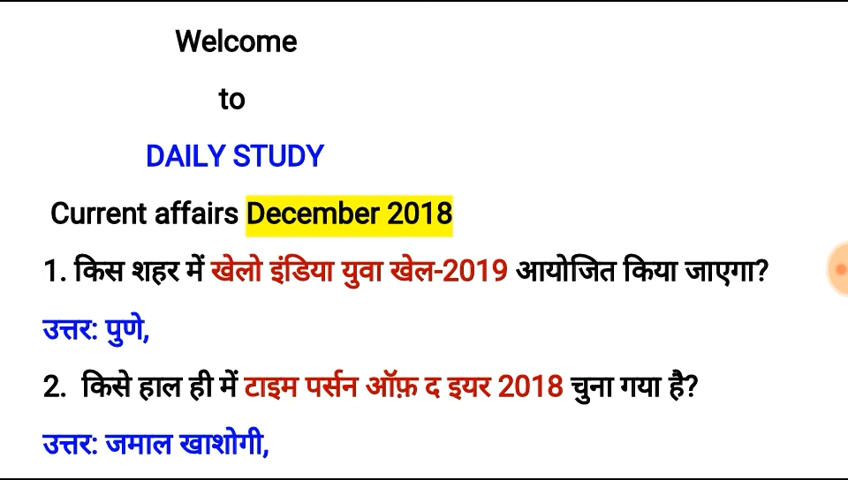 Welcome
to
DAILY STUDY
Current affairs December 2018
1. किस शहर में खेलो इंडिया युवा खेल-2019 आयोजित किया जाएगा?
उत्तर: पुणे,
2. किसे हाल ही में टाइम पर्सन ऑफ़ द इयर 2018 चुना गया है?
उत्तर: जमाल खाशोगी,